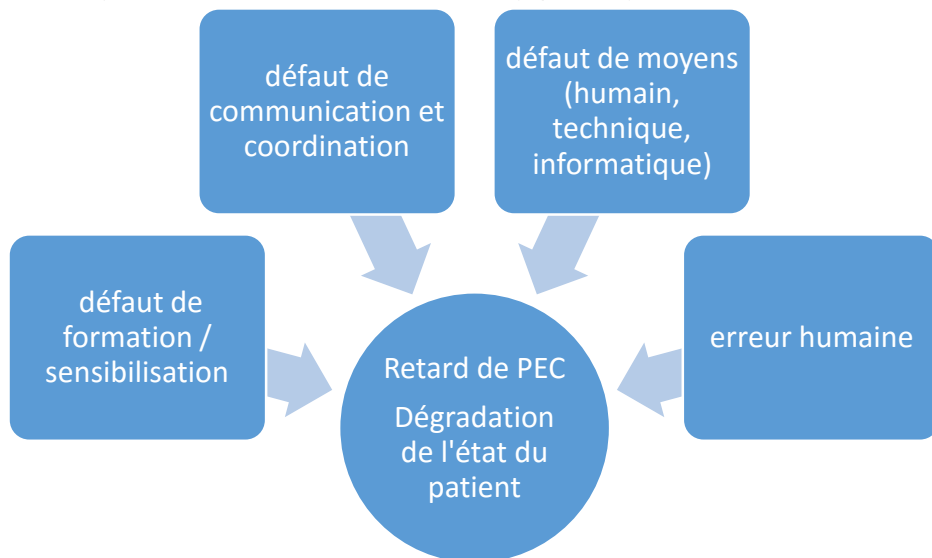 défaut de
communication et
coordination
défaut de moyens
(humain,
technique,
informatique)
défaut de
formation /
sensibilisation
erreur humaine
Retard de PEC
Dégradation
de l'état du
patient